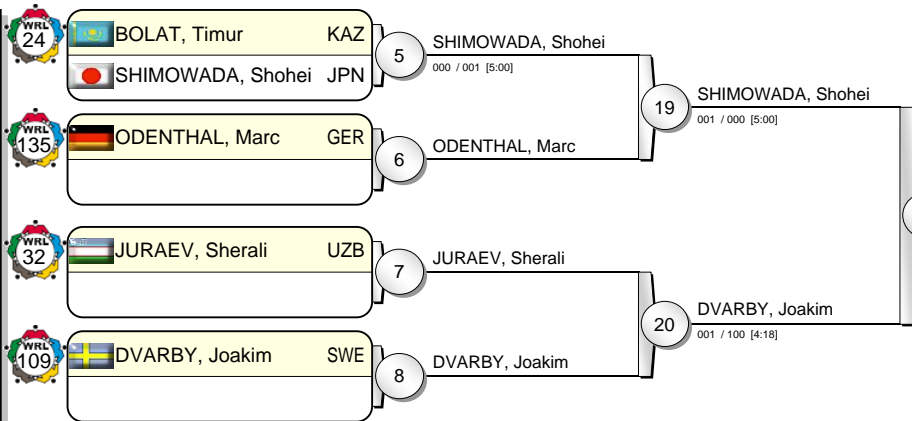 WRL
24
BOLAT, Timur KAZ
SHIMOWADA, Shohei JPN
5
SHIMOWADA, Shohei
000 / 001 [5:00]
19
SHIMOWADA, Shohei
001 / 000 [5:00]
WRL
135
ODENTHAL, Marc GER
6
ODENTHAL, Marc
WRL
32
JURAEV, Sherali UZB
7
JURAEV, Sherali
20
DVARBY, Joakim
001 / 100 [4:18]
WRL
109
DVARBY, Joakim SWE
8
DVARBY, Joakim